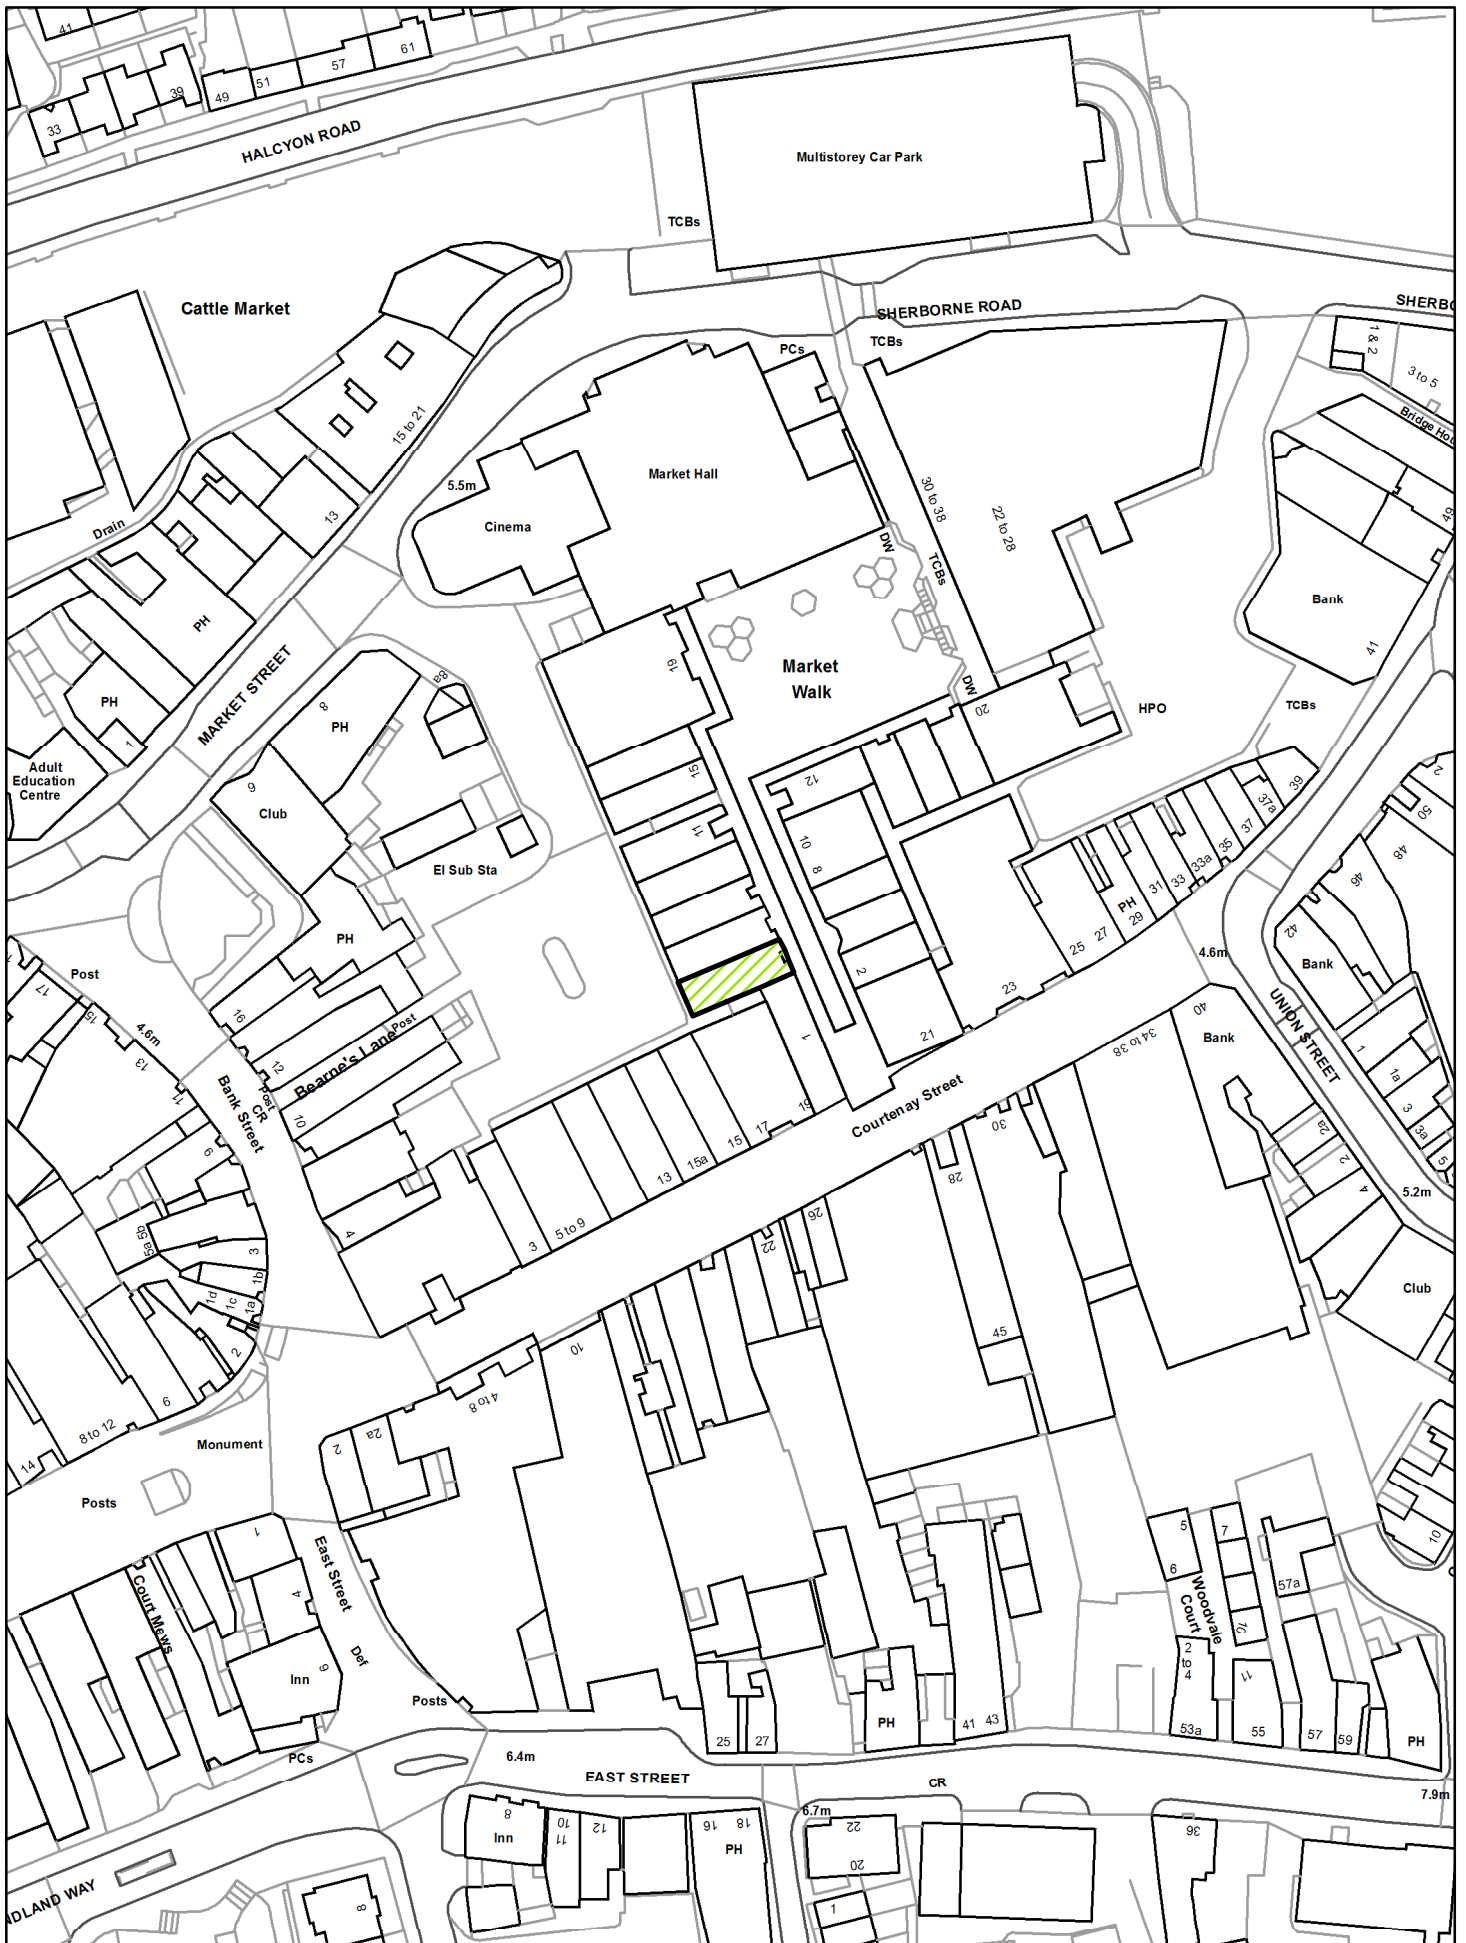 41
33
39
49
51
57
61
HALCYON ROAD
Multistorey Car Park
TCBs
Cattle Market
SHERBORNE ROAD
SHERBO
TCBs
PCs
1 & 2
3 to 5
Bridge Hou
15 to 21
5.5m
Market Hall
Cinema
30 to 38
22 to 28
49
Drain
13
DW
TCBs
Bank
41
PH
19
Market
Walk
DW
20
HPO
TCBs
MARKET STREET
8a
8
PH
PH
1
Adult
Education
Centre
6
Club
15
12
11
10
8
El Sub Sta
39
37a
37
35
33a
33
31
29
PH
27
25
2
50
48
46
42
Bank
PH
Post
17
15
4.6m
13
11
16
12
Bearne's Lane
Post
Post
CR
Bank Street
10
2
1
21
23
4.6m
UNION STREET
40
Bank
34 to 38
Courtenay Street
19
17
15
15a
13
5 to 9
3
4
30
28
26
22
1
1a
3
3a
5
2a
2
4
5.2m
Club
9
5a 5b
3
1b
1d
1c
1a
2
6
8 to 12
14
10
4 to 8
45
Monument
2
2a
Posts
1
East Street
4
Court Mews
Inn
6
Def
Posts
PCs
5
6
7
Woodvale
Court
10
57a
2
to
4
11
53a
55
57
59
PH
10
25
27
PH
41
43
6.4m
EAST STREET
CR
6.7m
7.9m
8
Inn
10
11
12
16
18
PH
22
20
1
36
NDLAND WAY
8